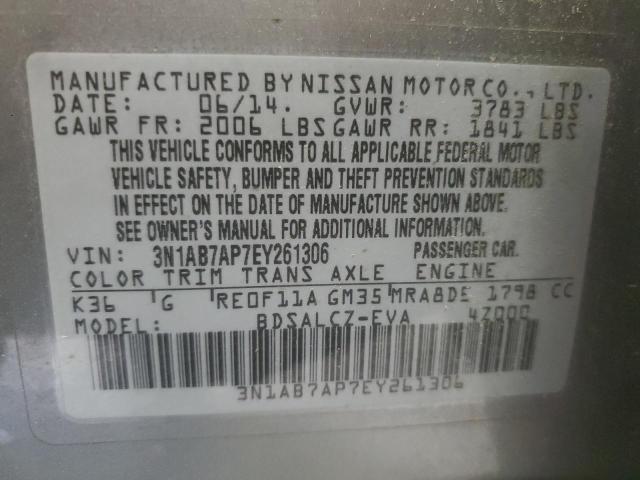 MANUFACTURED BY NISSAN MOTOR CO., LTD.
DATE: 06/14. GVWR: 3783 LBS
GAWR FR: 2006 LBS GAWR RR: 1841 LBS
THIS VEHICLE CONFORMS TO ALL APPLICABLE FEDERAL MOTOR
VEHICLE SAFETY, BUMPER AND THEFT PREVENTION STANDARDS
IN EFFECT ON THE DATE OF MANUFACTURE SHOWN ABOVE.
SEE OWNER'S MANUAL FOR ADDITIONAL INFORMATION.
VIN: 3N1AB7AP7EY261306 PASSENGER CAR.
COLOR TRIM TRANS AXLE ENGINE
K36 G RE0F11A GM35 MRA8DE 1798 CC
MODEL: BDSALCZ-EVA 4Z000
3N1AB7AP7EY261306